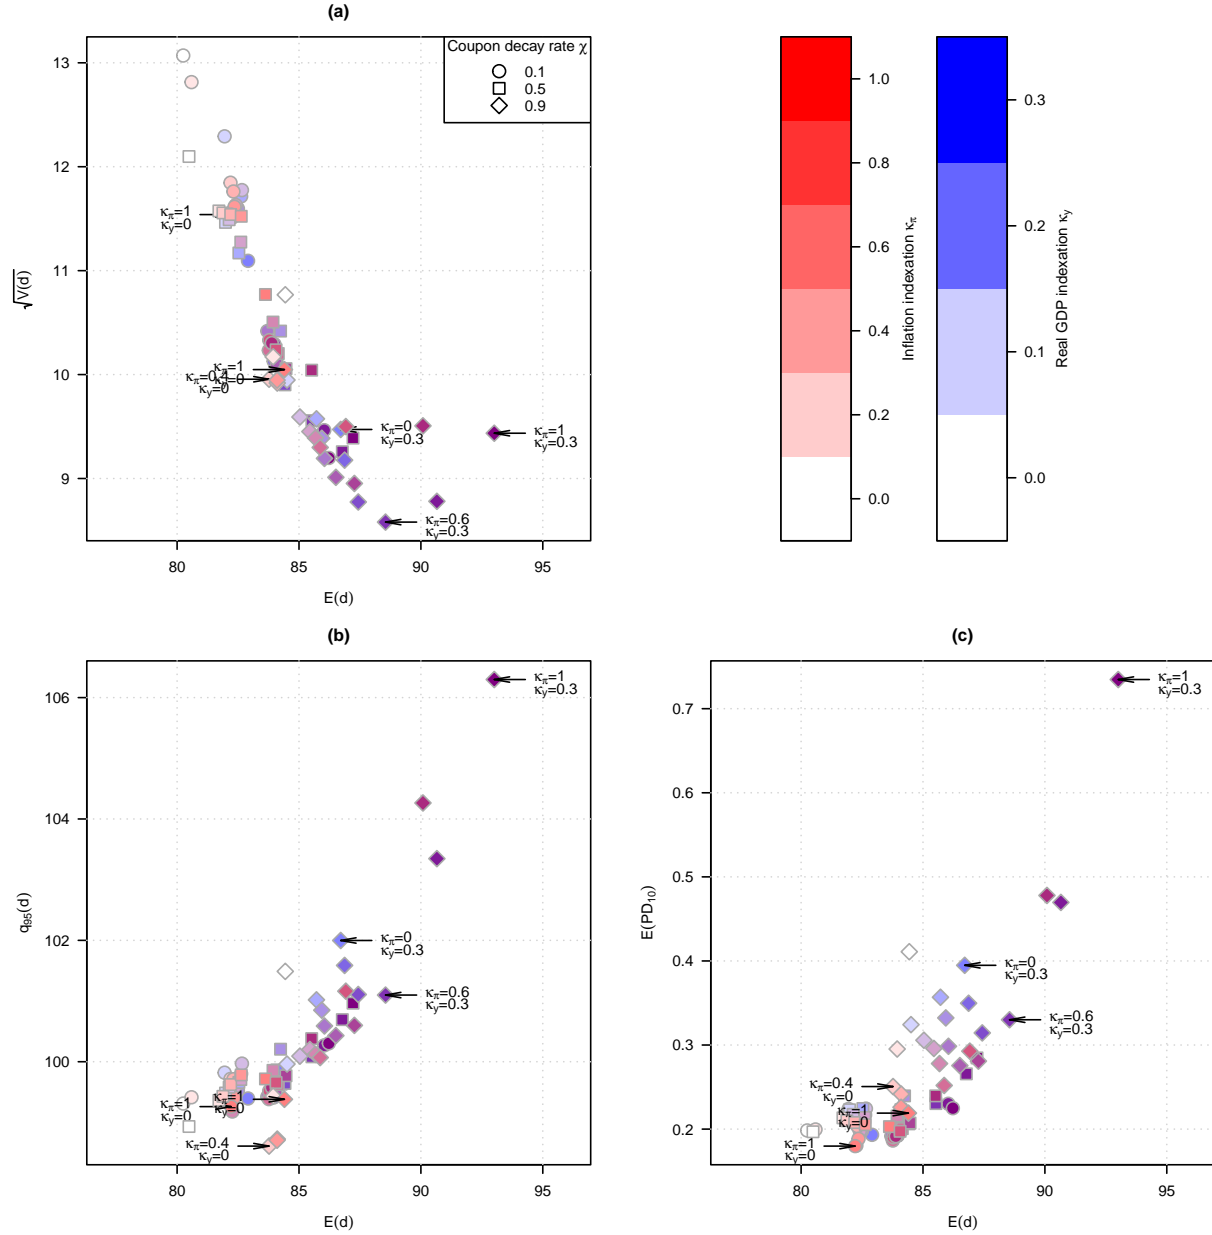 (a)
13
12
11
10
9
√V(d)
80
85
90
95
E(d)
Coupon decay rate χ
0.1
0.5
0.9
κπ=1
κy=0
κπ=1
κy=0
κπ=0.4
κy=0
κπ=0
κy=0.3
κπ=1
κy=0.3
κπ=0.6
κy=0.3
1.0
0.8
0.6
0.4
0.2
0.0
Inflation indexation κπ
0.3
0.2
0.1
0.0
Real GDP indexation κy
(b)
106
104
102
100
q95(d)
80
85
90
95
E(d)
κπ=1
κy=0.3
κπ=0
κy=0.3
κπ=0.6
κy=0.3
κπ=1
κy=0
κπ=1
κy=0
κπ=0.4
κy=0
(c)
0.7
0.6
0.5
0.4
0.3
0.2
E(PD10)
80
85
90
95
E(d)
κπ=1
κy=0.3
κπ=0
κy=0.3
κπ=0.6
κy=0.3
κπ=0.4
κy=0
κπ=1
κy=0
κπ=1
κy=0